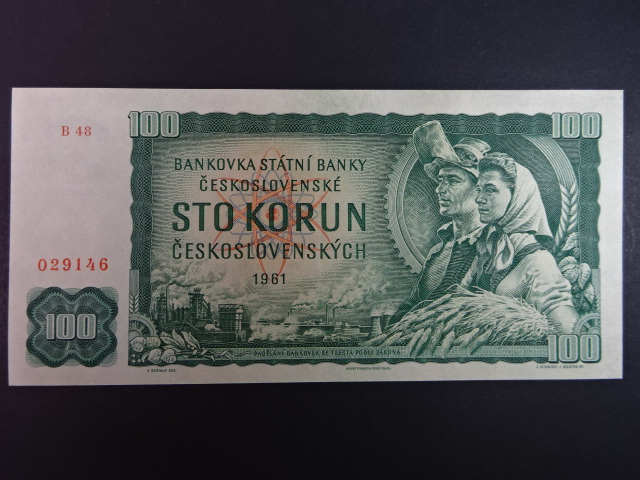 100 100
B 48
BANKOVKA STÁTNÍ BANKY
ČESKOSLOVENSKÉ
STO KORUN
ČESKOSLOVENSKÝCH
029146
1961
100 100
PADĚLÁNÍ BANKOVEK SE TRESTÁ PODLE ZÁKONA